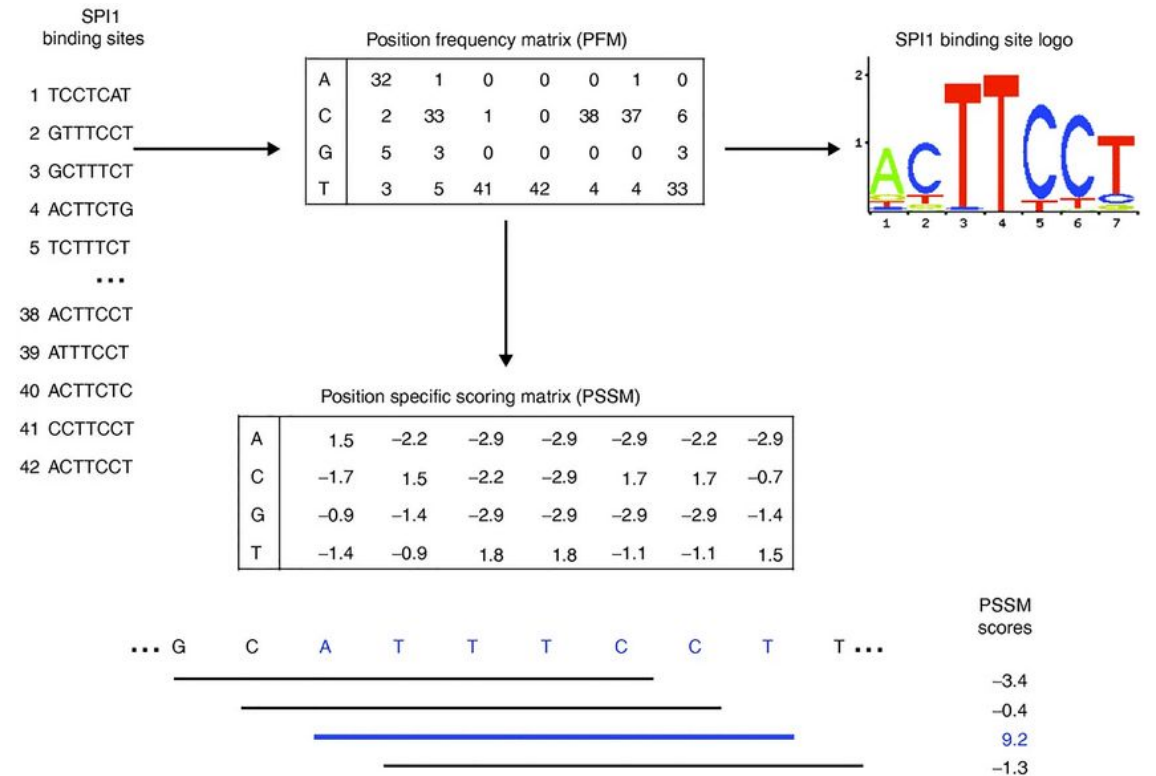 SPI1
binding sites
1 TCCTCAT
2 GTTTCCT
3 GCTTTCT
4 ACTTCTG
5 TCTTTCT
...
38 ACTTCCT
39 ATTTCCT
40 ACTTCTC
41 CCTTCCT
42 ACTTCCT
Position frequency matrix (PFM)
A 32 1 0 0 0 1 0
C 2 33 1 0 38 37 6
G 5 3 0 0 0 0 3
T 3 5 41 42 4 4 33
SPI1 binding site logo
2
1
ACTTCCT
1 2 3 4 5 6 7
Position specific scoring matrix (PSSM)
A 1.5 −2.2 −2.9 −2.9 −2.9 −2.2 −2.9
C −1.7 1.5 −2.2 −2.9 1.7 1.7 −0.7
G −0.9 −1.4 −2.9 −2.9 −2.9 −2.9 −1.4
T −1.4 −0.9 1.8 1.8 −1.1 −1.1 1.5
PSSM
scores
... G C A T T T C C T T ...
−3.4
−0.4
9.2
−1.3